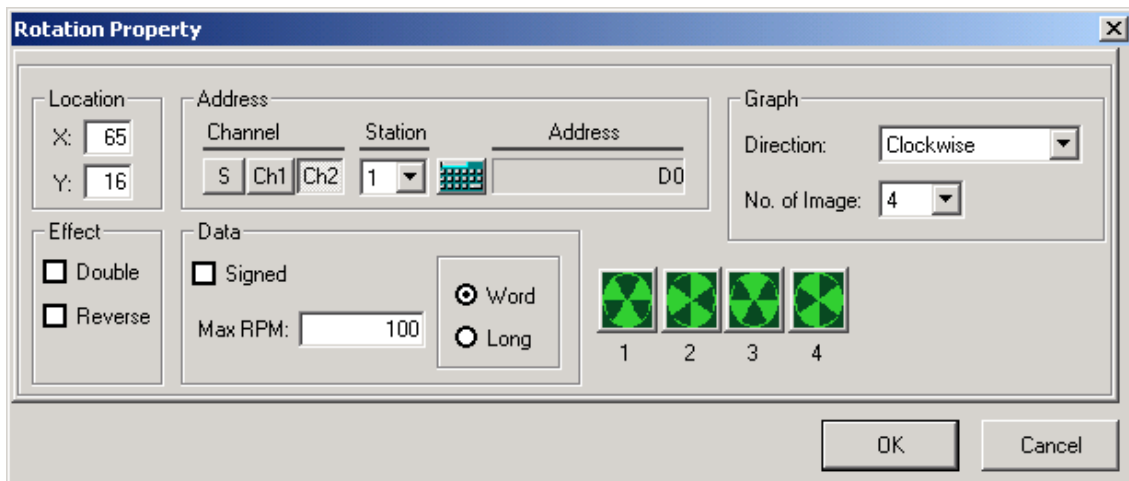 Rotation Property
Location
X: 65
Y: 16
Address
Channel Station Address
S Ch1 Ch2 1 D0
Graph
Direction: Clockwise
No. of Image: 4
Effect
Double
Reverse
Data
Signed
Max RPM: 100
Word
Long
1 2 3 4
OK Cancel